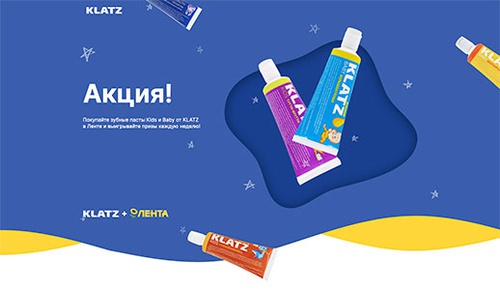 KLATZ
Акция!
Покупайте зубные пасты Kids и Baby от KLATZ
в Ленте и выигрывайте призы каждую неделю!
KLATZ + ЛЕНТА
KLATZ
KLATZ
KLATZ